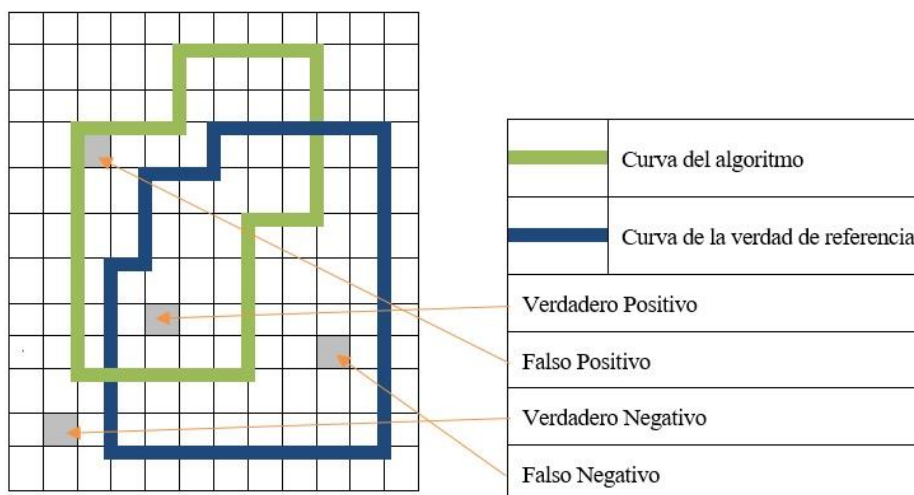 Curva del algoritmo
Curva de la verdad de referencia
Verdadero Positivo
Falso Positivo
Verdadero Negativo
Falso Negativo